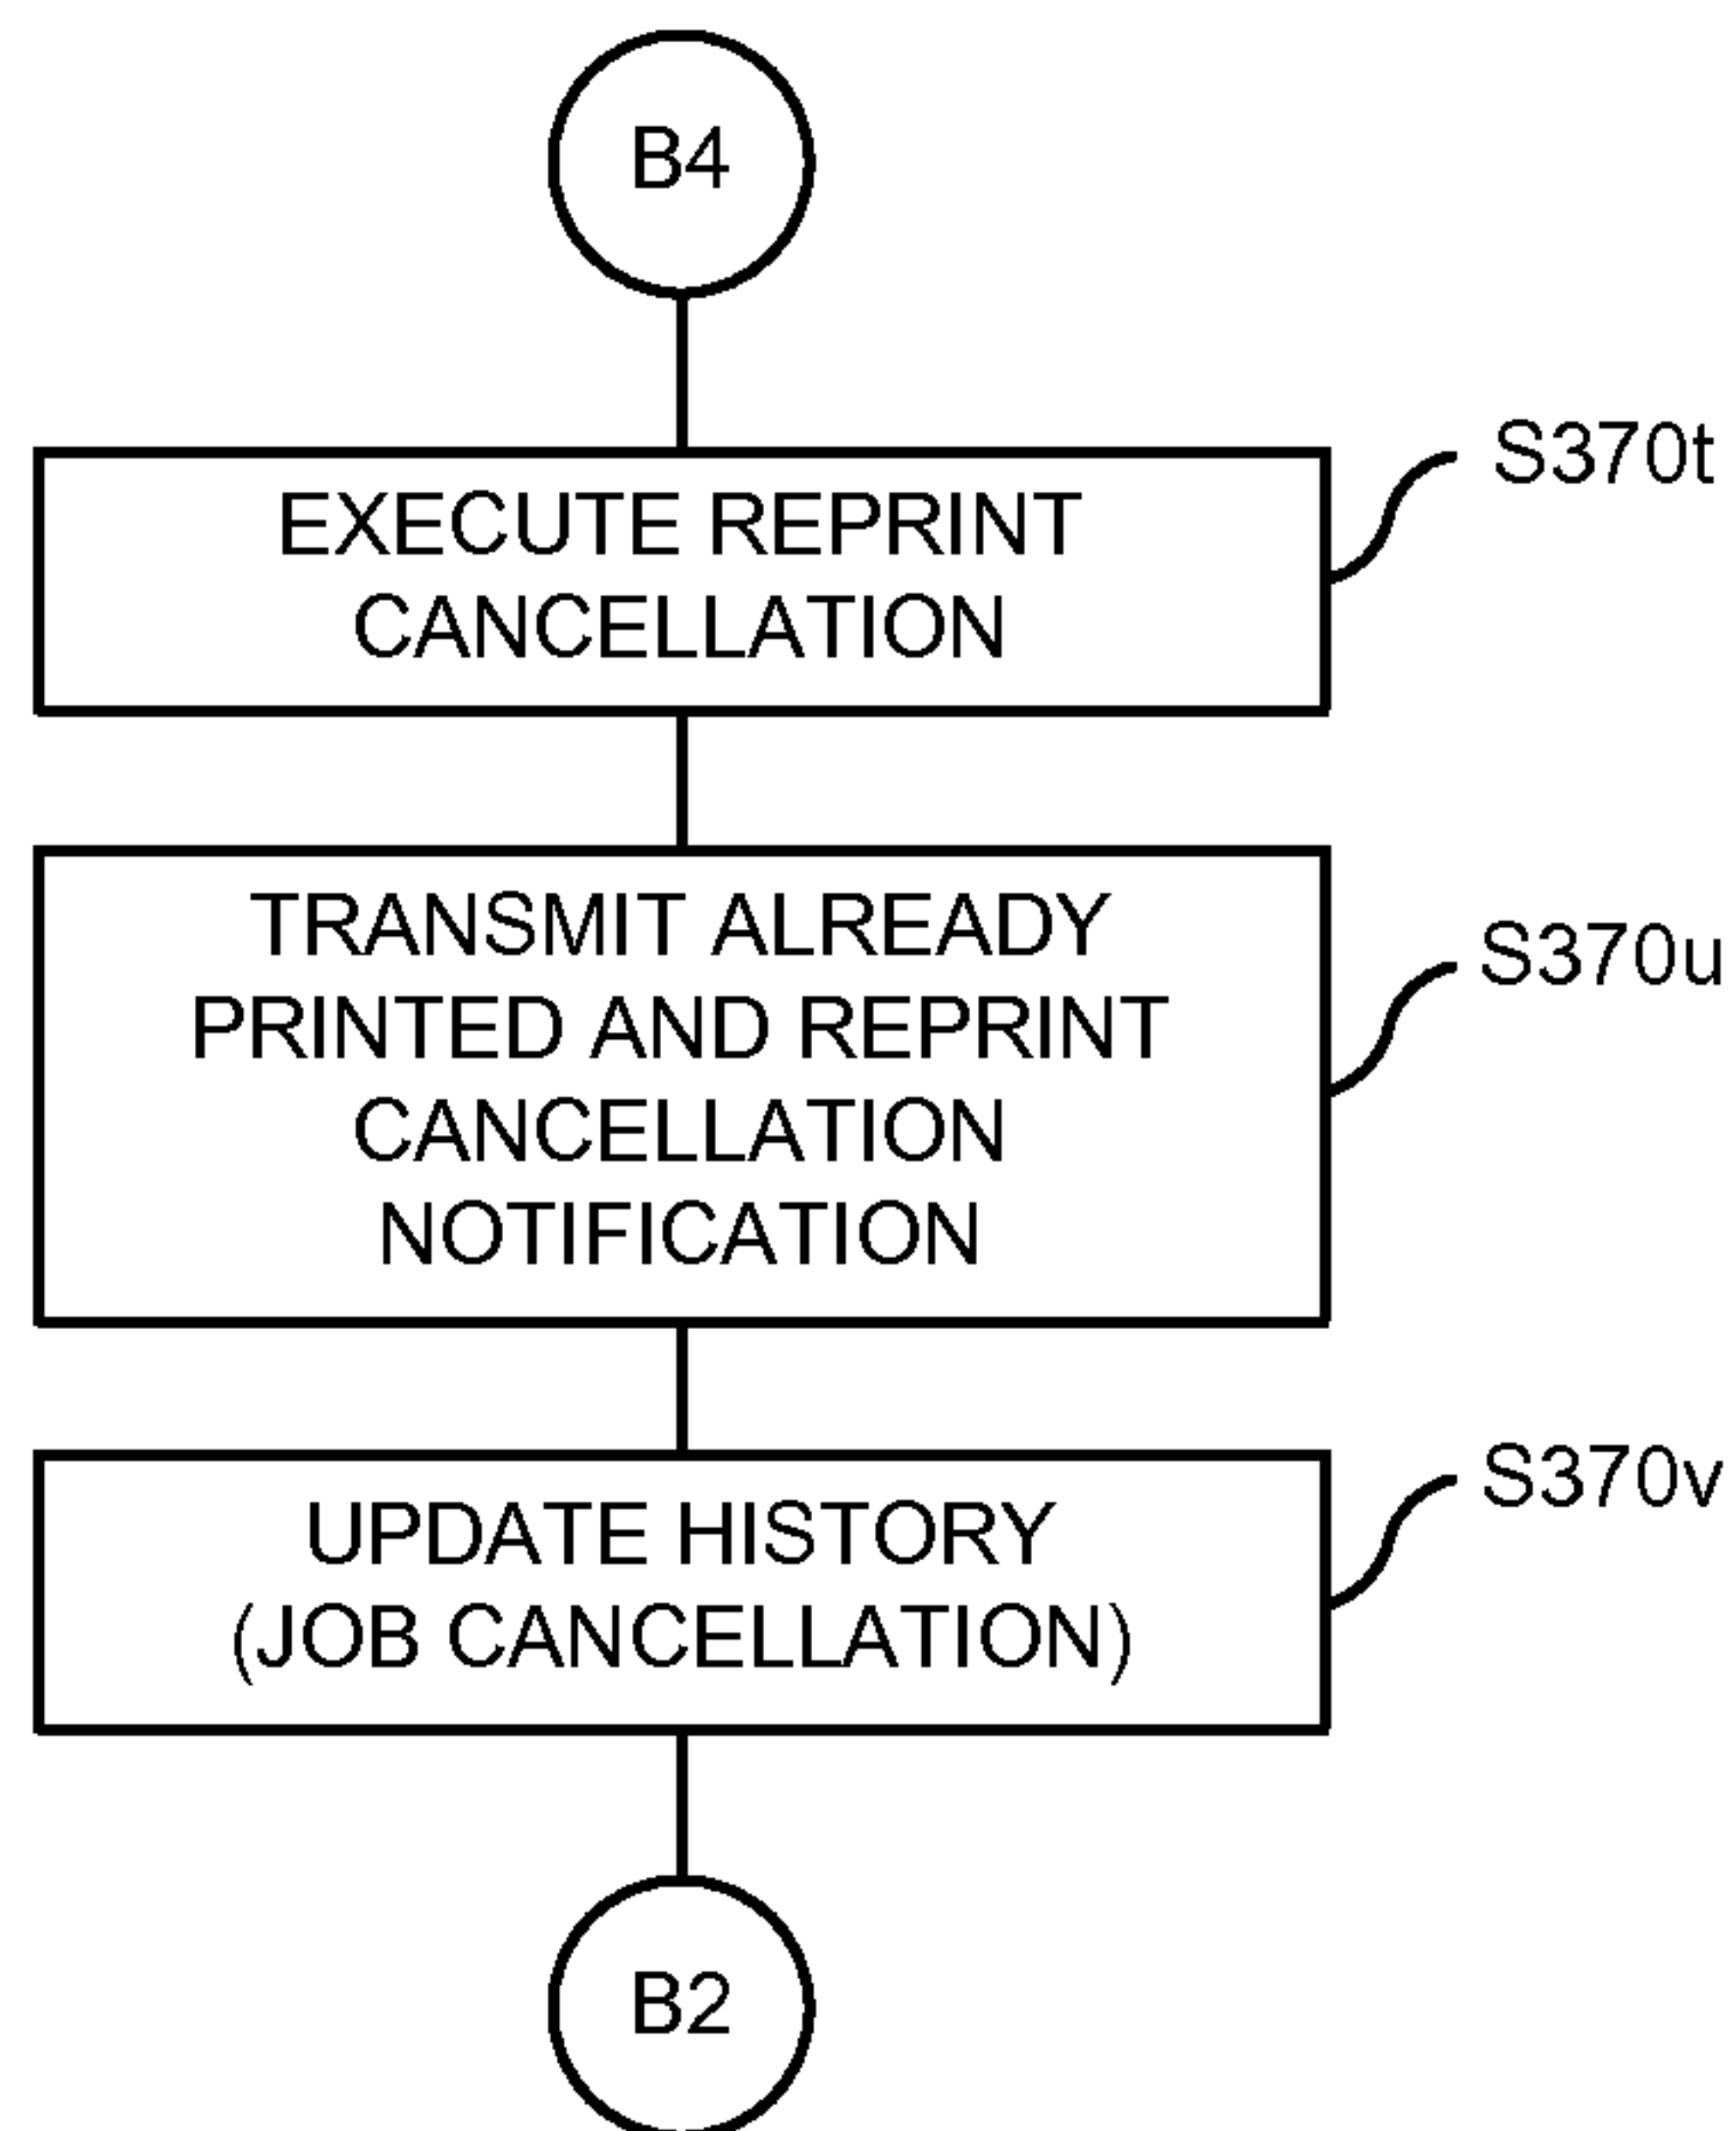 B4
S370t
EXECUTE REPRINT
CANCELLATION
TRANSMIT ALREADY
S370u
PRINTED AND REPRINT
CANCELLATION
NOTIFICATION
S370v
UPDATE HISTORY
(JOB CANCELLATION)
B2